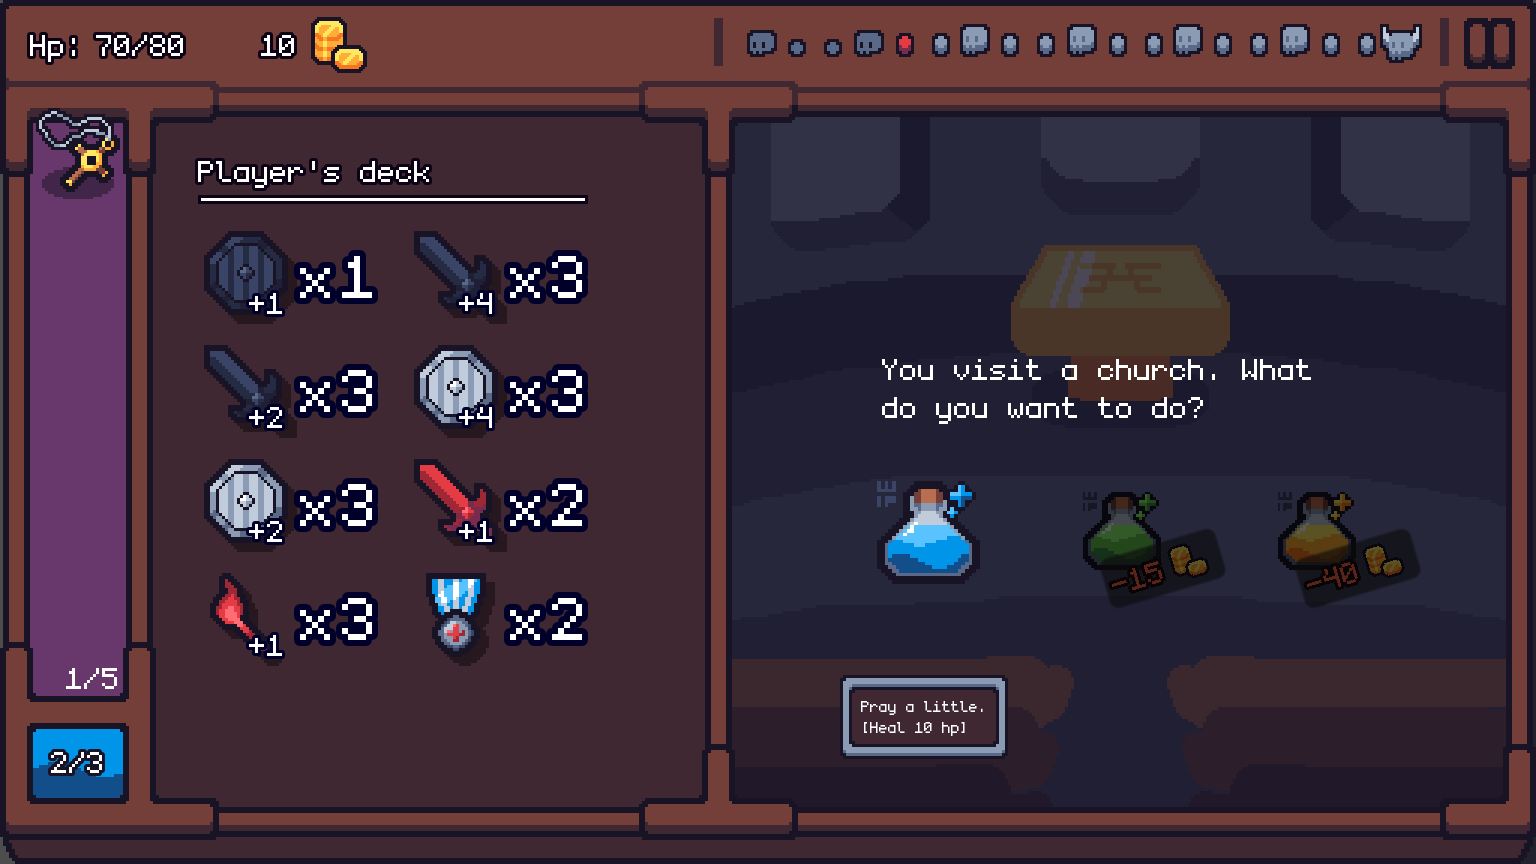 Hp: 70/80
10
Player's deck
+1 x1
+4 x3
+2 x3
+4 x3
+2 x3
+1 x2
+1 x3
x2
1/5
2/3
You visit a church. What
do you want to do?
-15
-40
Pray a little.
[Heal 10 hp]